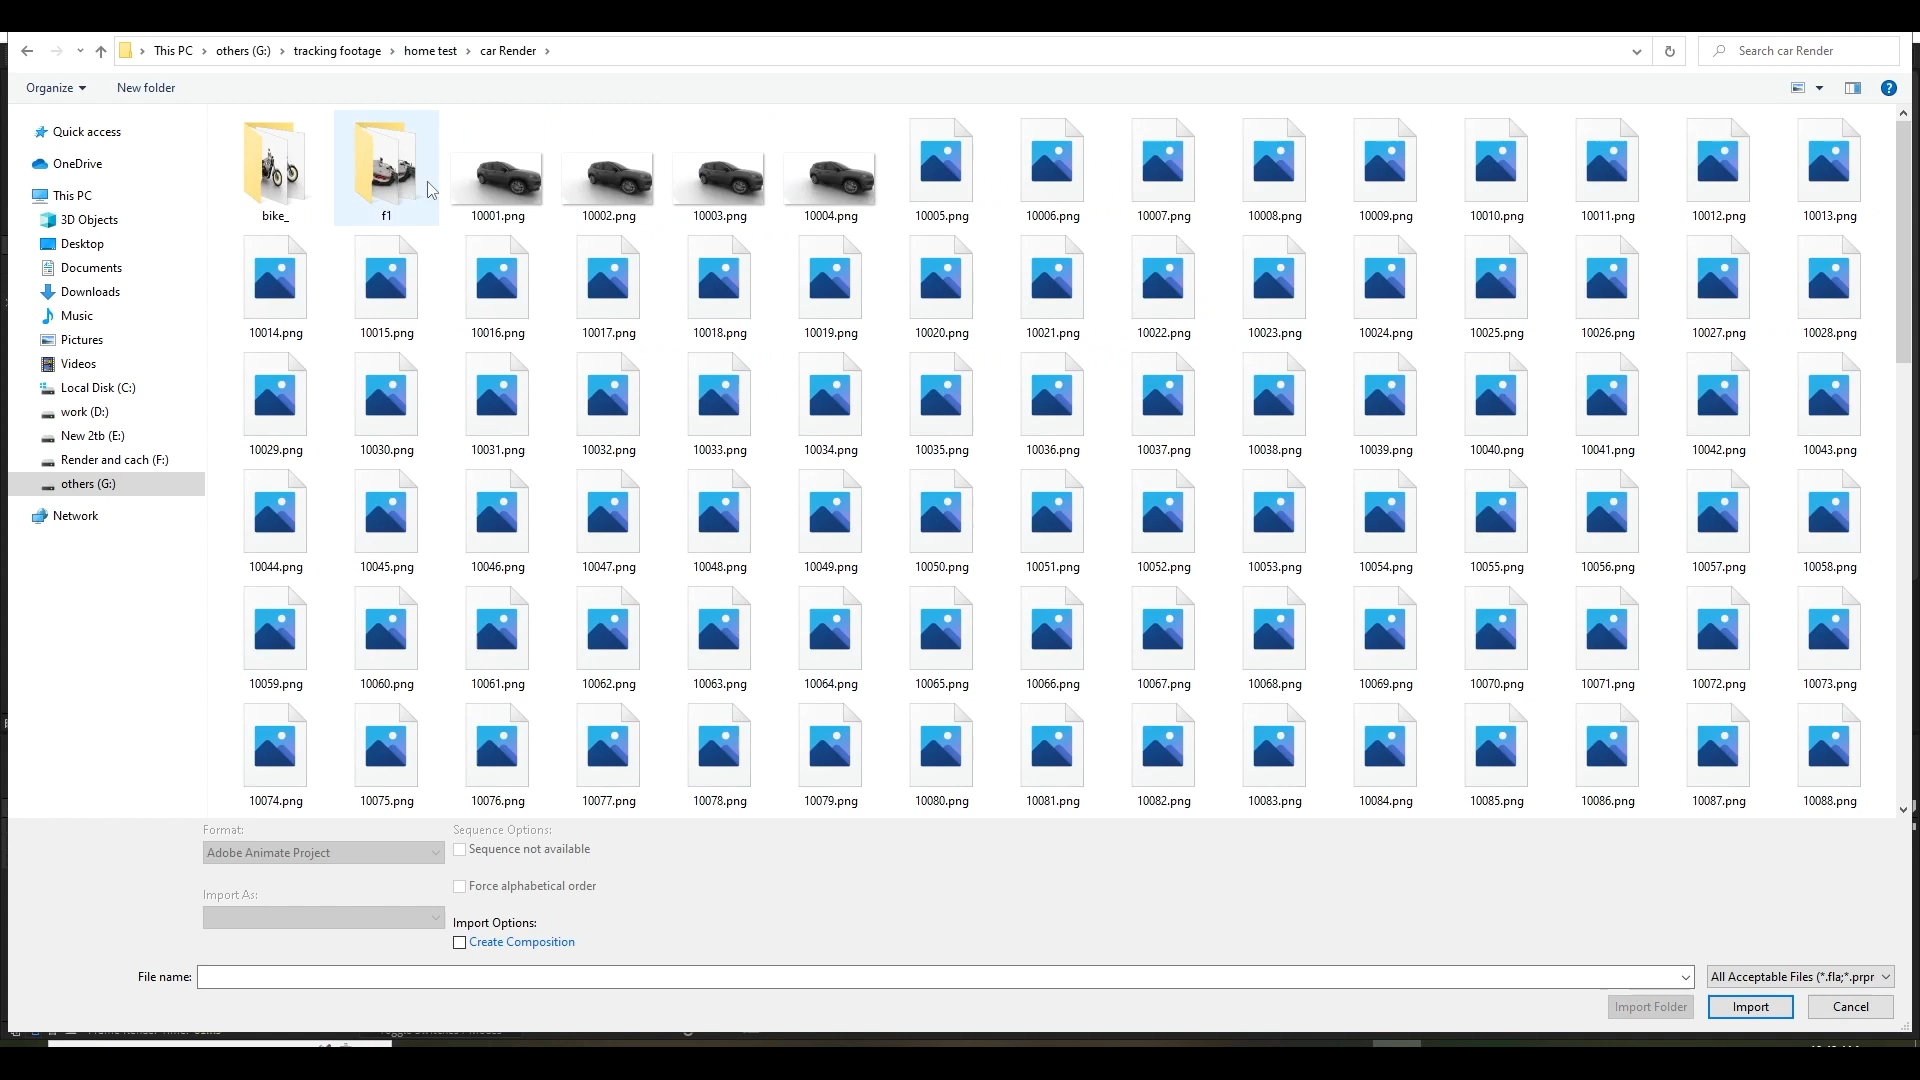 This PC > others (G:) > tracking footage > home test > car Render >
Search car Render
Organize
New folder
Quick access
OneDrive
This PC
3D Objects
Desktop
Documents
Downloads
Music
Pictures
Videos
Local Disk (C:)
work (D:)
New 2tb (E:)
Render and cach (F:)
others (G:)
Network
bike_ f1 10001.png 10002.png 10003.png 10004.png 10005.png 10006.png 10007.png 10008.png 10009.png 10010.png 10011.png 10012.png 10013.png
10014.png 10015.png 10016.png 10017.png 10018.png 10019.png 10020.png 10021.png 10022.png 10023.png 10024.png 10025.png 10026.png 10027.png 10028.png
10029.png 10030.png 10031.png 10032.png 10033.png 10034.png 10035.png 10036.png 10037.png 10038.png 10039.png 10040.png 10041.png 10042.png 10043.png
10044.png 10045.png 10046.png 10047.png 10048.png 10049.png 10050.png 10051.png 10052.png 10053.png 10054.png 10055.png 10056.png 10057.png 10058.png
10059.png 10060.png 10061.png 10062.png 10063.png 10064.png 10065.png 10066.png 10067.png 10068.png 10069.png 10070.png 10071.png 10072.png 10073.png
10074.png 10075.png 10076.png 10077.png 10078.png 10079.png 10080.png 10081.png 10082.png 10083.png 10084.png 10085.png 10086.png 10087.png 10088.png
Format:
Adobe Animate Project
Import As:
Sequence Options:
Sequence not available
Force alphabetical order
Import Options:
Create Composition
File name:
All Acceptable Files (*.fla;*.prpr
Import Folder
Import
Cancel